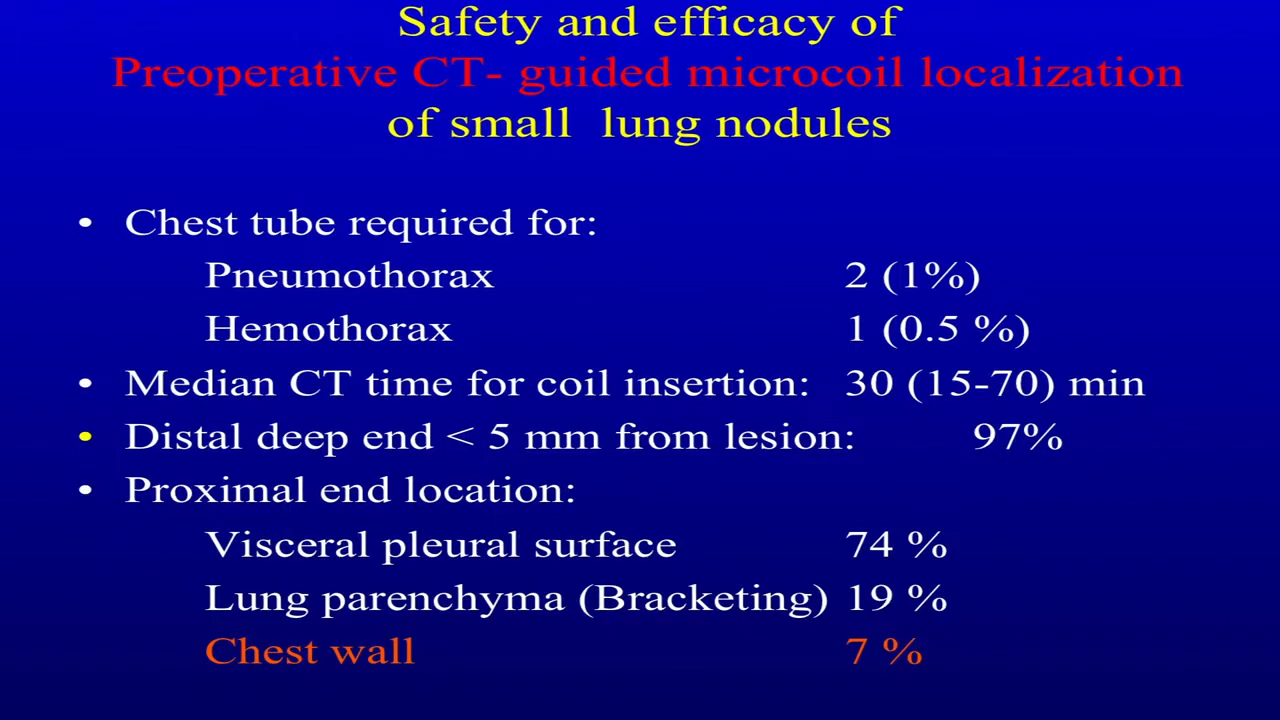 Safety and efficacy of
Preoperative CT- guided microcoil localization
of small lung nodules
• Chest tube required for:
Pneumothorax 2 (1%)
Hemothorax 1 (0.5 %)
• Median CT time for coil insertion: 30 (15-70) min
• Distal deep end < 5 mm from lesion: 97%
• Proximal end location:
Visceral pleural surface 74 %
Lung parenchyma (Bracketing) 19 %
Chest wall 7 %